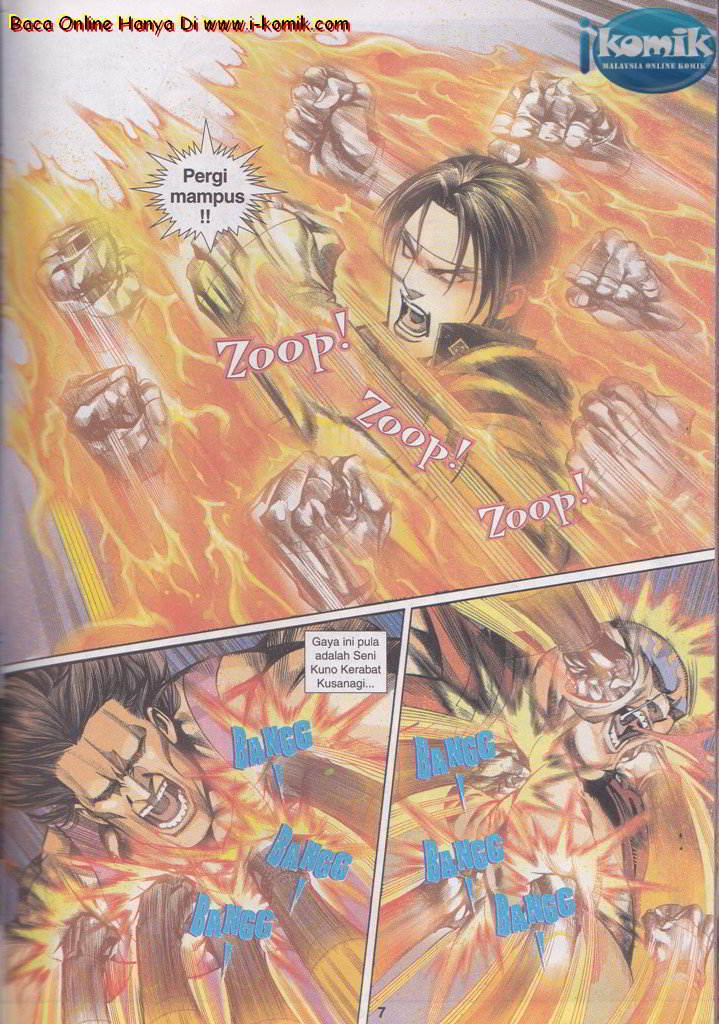 Baca Online Hanya Di www.i-komik.com
ikomik
MALAYSIA ONLINE KOMIK
Pergi
mampus
!!
Zoop!
Zoop!
Zoop!
Gaya ini pula
adalah Seni
Kuno Kerabat
Kusanagi...
BANGG
!
BANGG
!
BANGG
!
BANGG
!
BANGG
!
BANGG
!
7